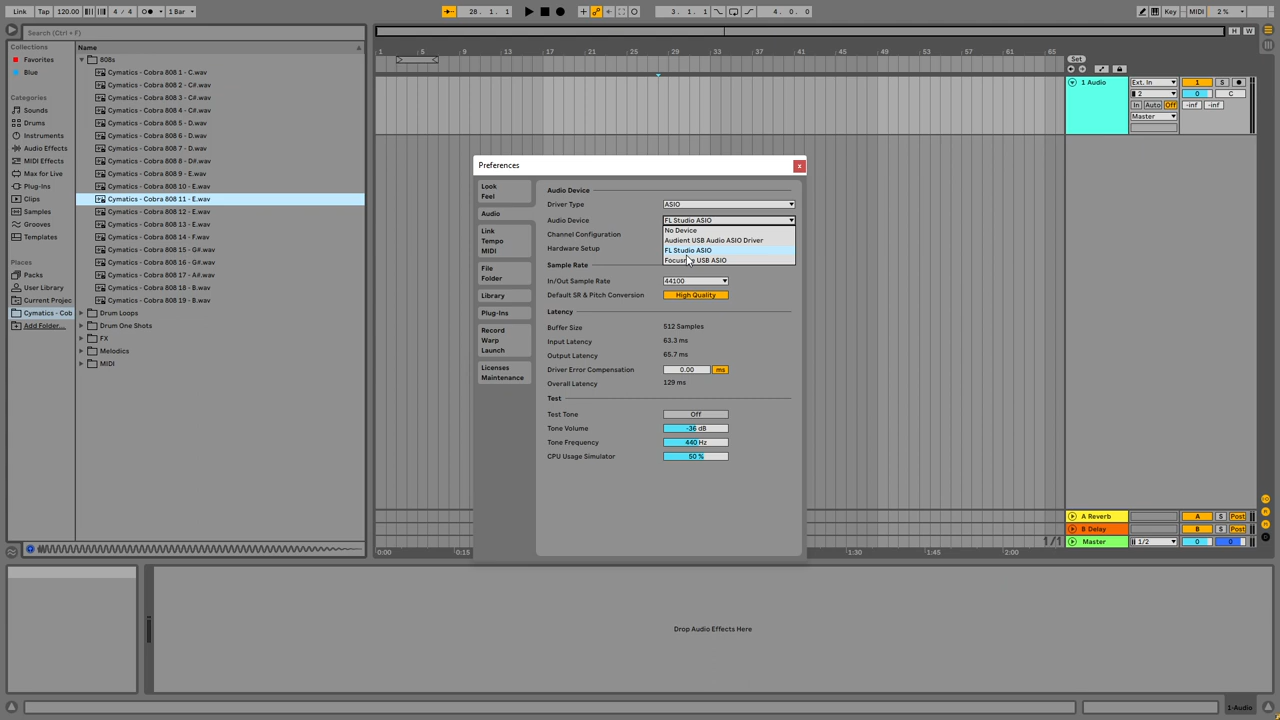 Link Tap 120.00 4 / 4 1 Bar 28. 1. 1 3. 1. 1 4. 0. 0 Key MIDI 2 %
Search (Ctrl + F)
Collections
Favorites
Blue
Categories
Sounds
Drums
Instruments
Audio Effects
MIDI Effects
Max for Live
Plug-Ins
Clips
Samples
Grooves
Templates
Places
Packs
User Library
Current Projec
Cymatics - Cob
Add Folder...
Name
808s
Cymatics - Cobra 808 1 - C.wav
Cymatics - Cobra 808 2 - C#.wav
Cymatics - Cobra 808 3 - C#.wav
Cymatics - Cobra 808 4 - C#.wav
Cymatics - Cobra 808 5 - D.wav
Cymatics - Cobra 808 6 - D.wav
Cymatics - Cobra 808 7 - D.wav
Cymatics - Cobra 808 8 - D#.wav
Cymatics - Cobra 808 9 - E.wav
Cymatics - Cobra 808 10 - E.wav
Cymatics - Cobra 808 11 - E.wav
Cymatics - Cobra 808 12 - E.wav
Cymatics - Cobra 808 13 - E.wav
Cymatics - Cobra 808 14 - F.wav
Cymatics - Cobra 808 15 - G#.wav
Cymatics - Cobra 808 16 - G#.wav
Cymatics - Cobra 808 17 - A#.wav
Cymatics - Cobra 808 18 - B.wav
Cymatics - Cobra 808 19 - B.wav
Drum Loops
Drum One Shots
FX
Melodics
MIDI
1 5 9 13 17 21 25 29 33 37 41 45 49 53 57 61 65
H W
Set
1 Audio Ext. In 1 S
2 0 C
In Auto Off -inf -inf
Master
Preferences x
Look
Feel
Audio
Link
Tempo
MIDI
File
Folder
Library
Plug-Ins
Record
Warp
Launch
Licenses
Maintenance
Audio Device
Driver Type ASIO
Audio Device FL Studio ASIO
No Device
Channel Configuration
Audient USB Audio ASIO Driver
Hardware Setup FL Studio ASIO
USB ASIO
Sample Rate
In/Out Sample Rate 44100
Default SR & Pitch Conversion High Quality
Latency
Buffer Size 512 Samples
Input Latency 63.3 ms
Output Latency 65.7 ms
Driver Error Compensation 0.00 ms
Overall Latency 129 ms
Test
Test Tone Off
Tone Volume -36 dB
Tone Frequency 440 Hz
CPU Usage Simulator 50 %
A Reverb A S Post
B Delay B S Post
Master 1/2 0 0
0:00 0:15 1:30 1:45 2:00
1/1
Drop Audio Effects Here
1-Audio